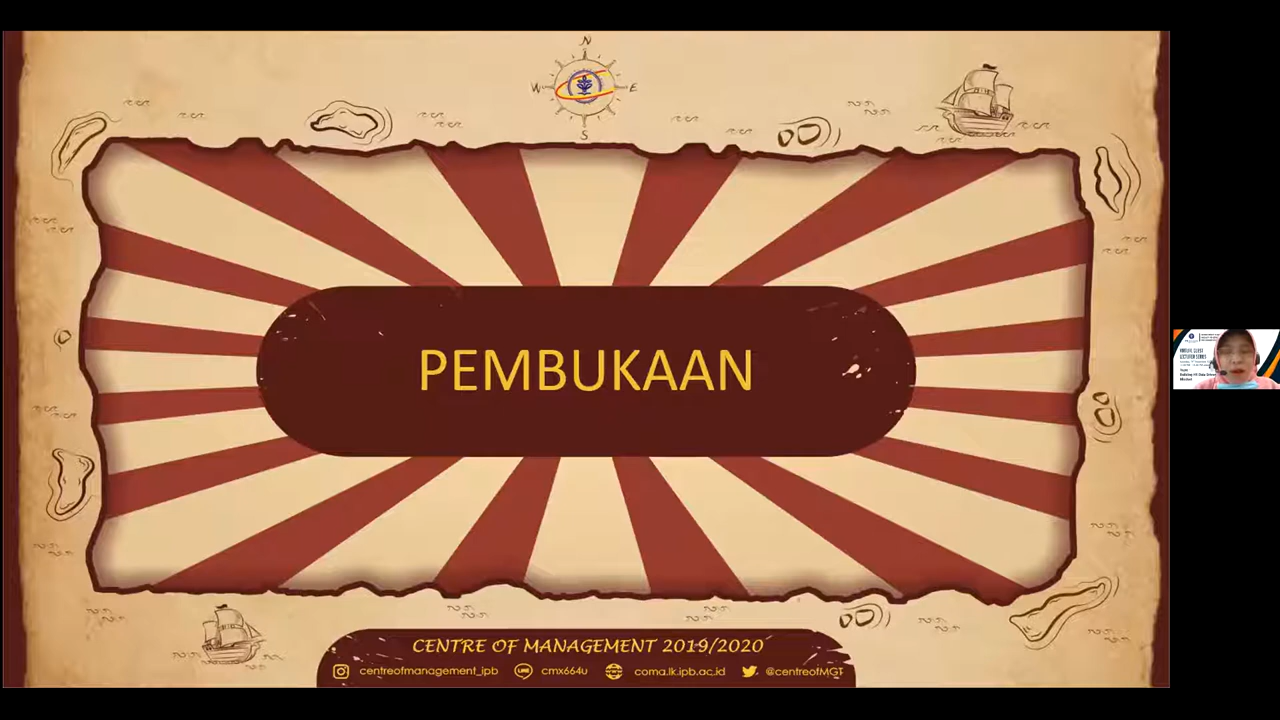 N
W E
S
PEMBUKAAN
CENTRE OF MANAGEMENT 2019/2020
centreofmanagement_ipb cmx664u coma.lk.ipb.ac.id @centreofMGT